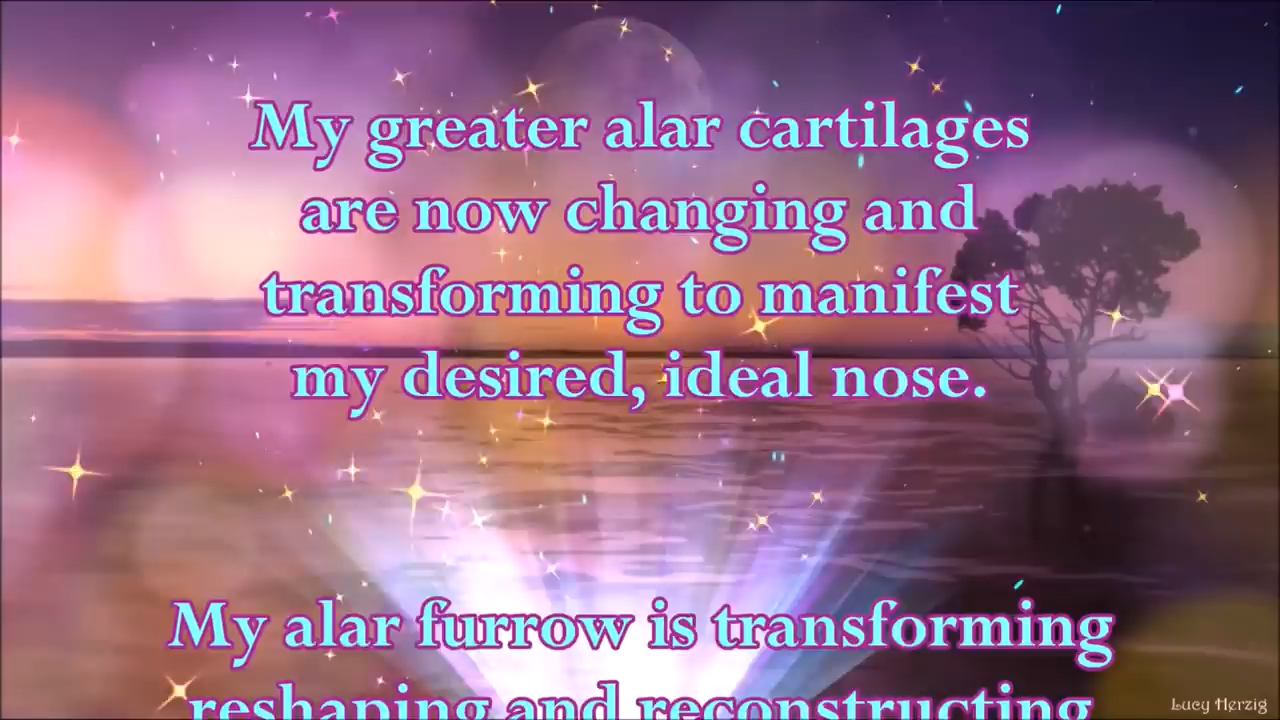 My greater alar cartilages
are now changing and
transforming to manifest
my desired, ideal nose.
My alar furrow is transforming
reshaping and reconstructing
Lucy Herzig